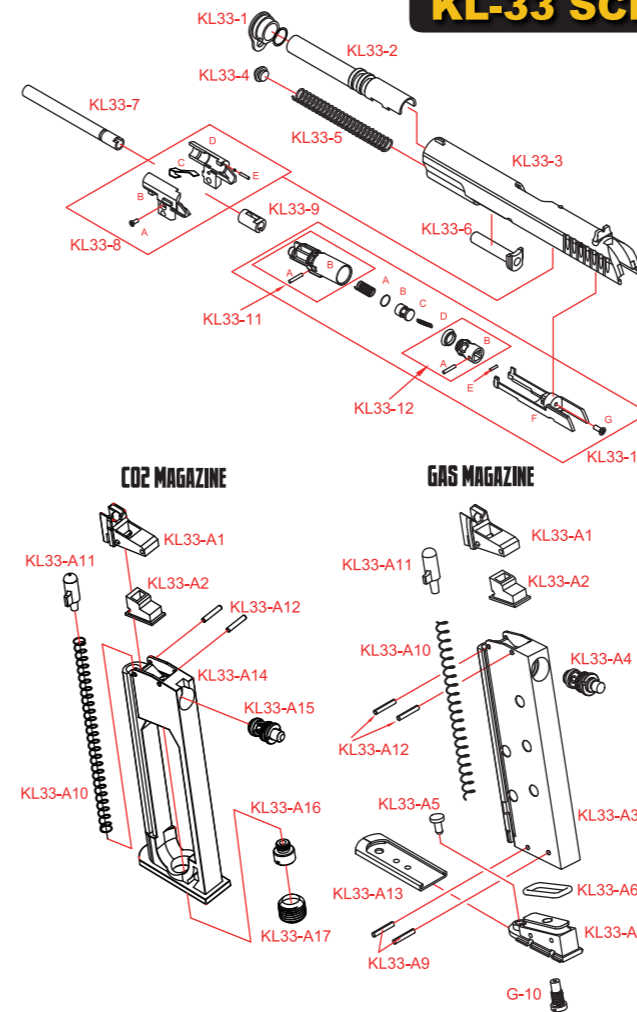 KL-33 SC
KL33-1
KL33-2
KL33-4
KL33-7
KL33-5
KL33-3
D
C
E
B
A
KL33-8
KL33-9
KL33-6
A
B
KL33-11
A
B
C
D
B
A
E
KL33-12
F
G
KL33-1
CO2 MAGAZINE
GAS MAGAZINE
KL33-A1
KL33-A11
KL33-A2
KL33-A12
KL33-A14
KL33-A15
KL33-A10
KL33-A16
KL33-A17
KL33-A1
KL33-A11
KL33-A2
KL33-A10
KL33-A4
KL33-A12
KL33-A5
KL33-A3
KL33-A13
KL33-A6
KL33-A
KL33-A9
G-10